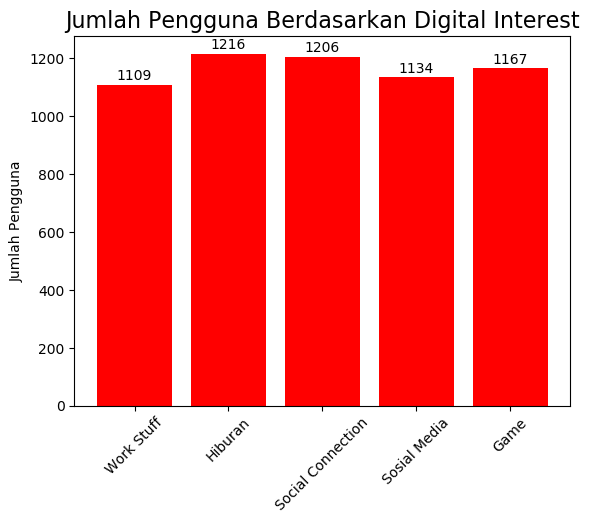 Jumlah Pengguna Berdasarkan Digital Interest
Jumlah Pengguna
1200
1000
800
600
400
200
0
1109
1216
1206
1134
1167
Work Stuff
Hiburan
Social Connection
Sosial Media
Game